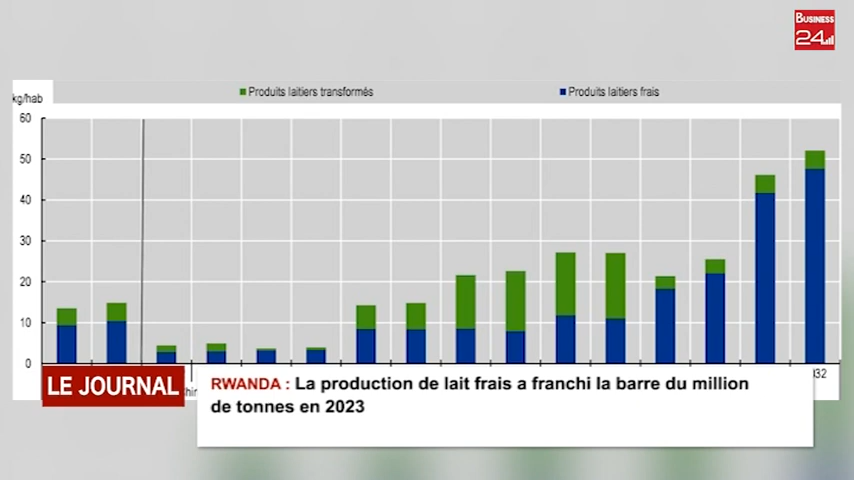 BUSINESS
24
Produits laitiers transformés
Produits laitiers frais
kg/hab
60
50
40
30
20
10
0
LE JOURNAL
RWANDA : La production de lait frais a franchi la barre du million
de tonnes en 2023